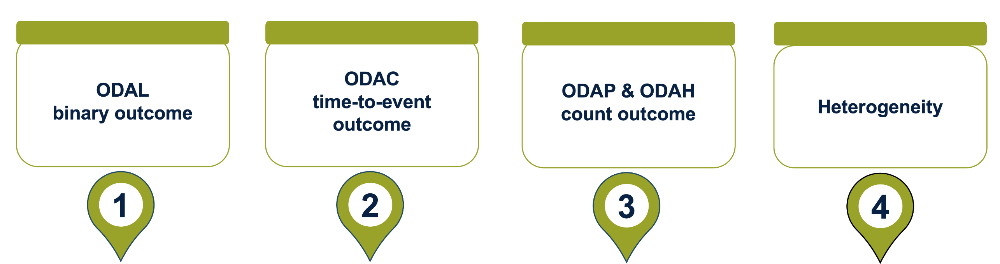 ODAL
binary outcome
ODAC
time-to-event
outcome
ODAP & ODAH
count outcome
Heterogeneity
1
2
3
4